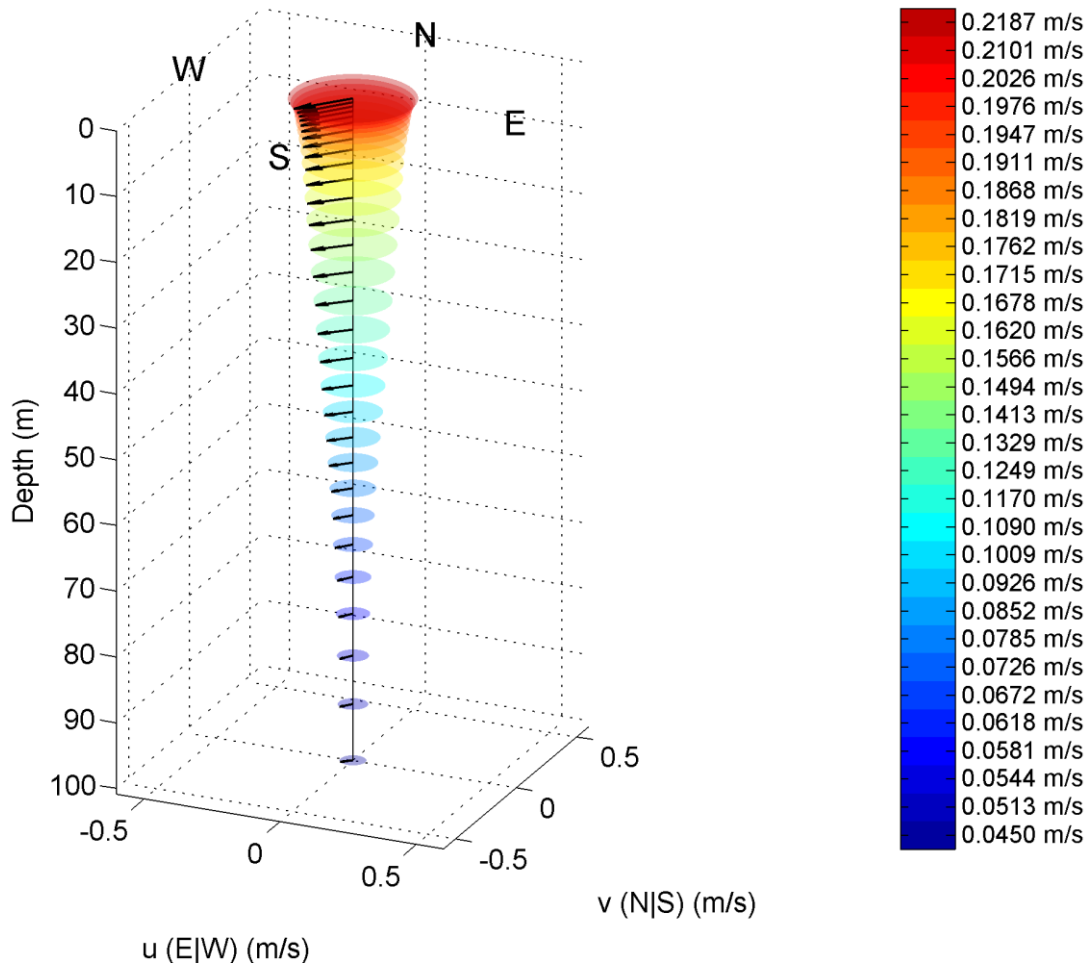 N
W
E
S
0
10
20
30
40
50
60
70
80
90
100
Depth (m)
-0.5
0
0.5
u (E|W) (m/s)
0.5
0
-0.5
v (N|S) (m/s)
0.2187 m/s
0.2101 m/s
0.2026 m/s
0.1976 m/s
0.1947 m/s
0.1911 m/s
0.1868 m/s
0.1819 m/s
0.1762 m/s
0.1715 m/s
0.1678 m/s
0.1620 m/s
0.1566 m/s
0.1494 m/s
0.1413 m/s
0.1329 m/s
0.1249 m/s
0.1170 m/s
0.1090 m/s
0.1009 m/s
0.0926 m/s
0.0852 m/s
0.0785 m/s
0.0726 m/s
0.0672 m/s
0.0618 m/s
0.0581 m/s
0.0544 m/s
0.0513 m/s
0.0450 m/s